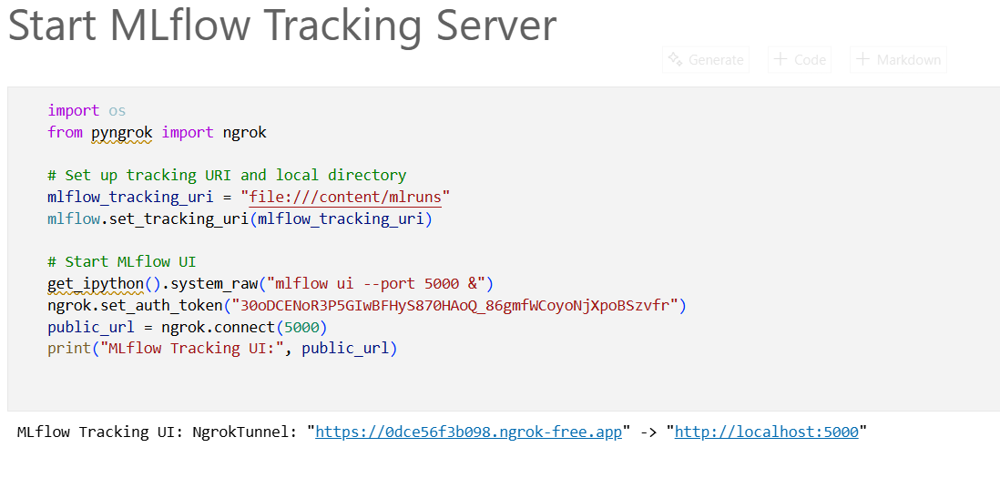 Start MLflow Tracking Server
Generate
Code
Markdown
import os
from pyngrok import ngrok
# Set up tracking URI and local directory
mlflow_tracking_uri = "file:///content/mlruns"
mlflow.set_tracking_uri(mlflow_tracking_uri)
# Start MLflow UI
get_ipython().system_raw("mlflow ui --port 5000 &")
ngrok.set_auth_token("30oDCENoR3P5GIwBFHyS870HAoQ_86gmfWCoyoNjXpoBSzvfr")
public_url = ngrok.connect(5000)
print("MLflow Tracking UI:", public_url)
MLflow Tracking UI: NgrokTunnel: "https://0dce56f3b098.ngrok-free.app" -> "http://localhost:5000"